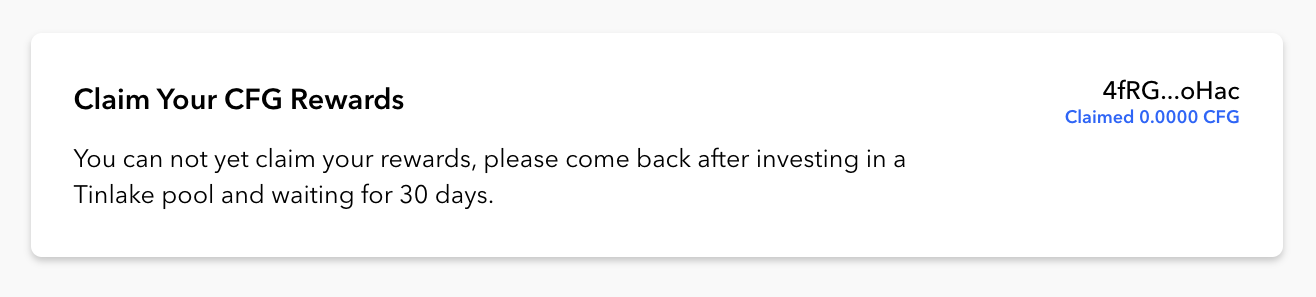 Claim Your CFG Rewards
4fRG...oHac
Claimed 0.0000 CFG
You can not yet claim your rewards, please come back after investing in a
Tinlake pool and waiting for 30 days.